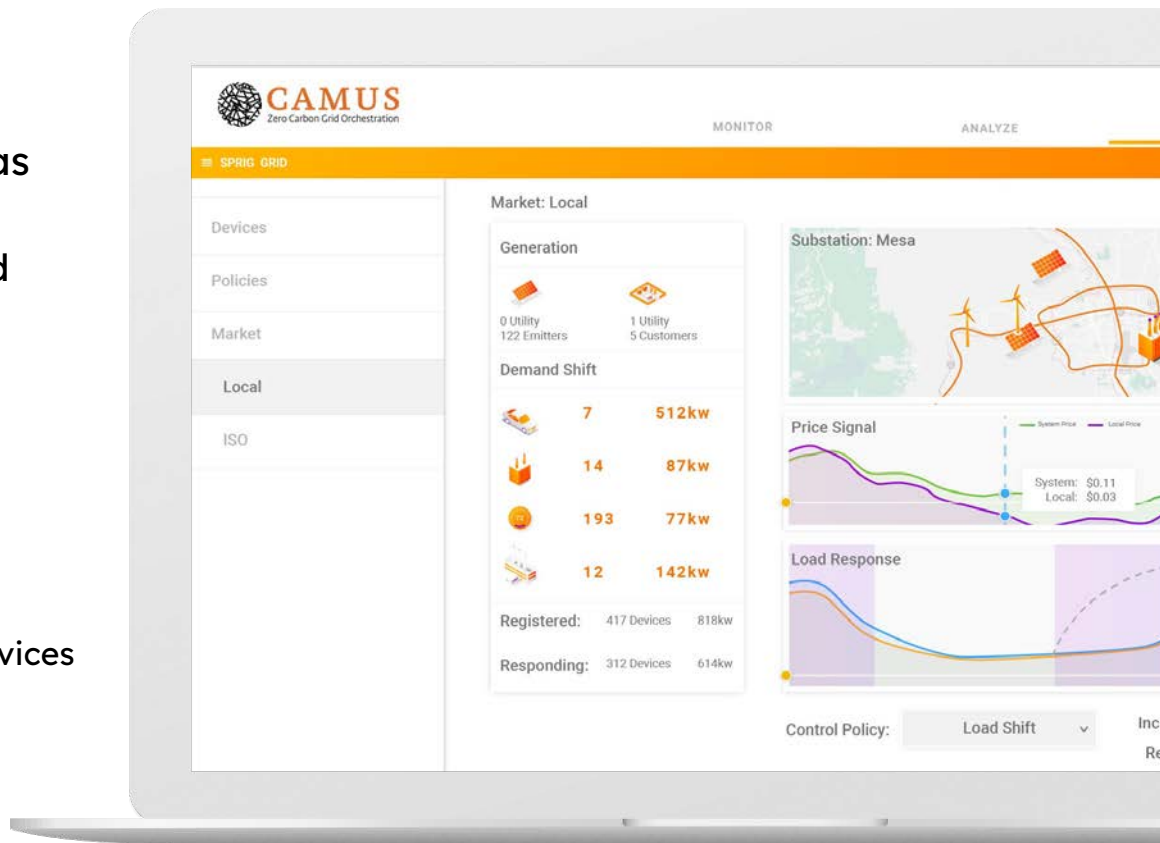 as
d
vices
CAMUS
Zero Carbon Grid Orchestration
MONITOR
ANALYZE
SPRIG GRID
Devices
Policies
Market
Local
ISO
Market: Local
Generation
0 Utility
122 Emitters
1 Utility
5 Customers
Demand Shift
7 512kw
14 87kw
193 77kw
12 142kw
Registered: 417 Devices 818kw
Responding: 312 Devices 614kw
Substation: Mesa
Price Signal
System Price Local Price
System: $0.11
Local: $0.03
Load Response
Control Policy: Load Shift
Inc
Re